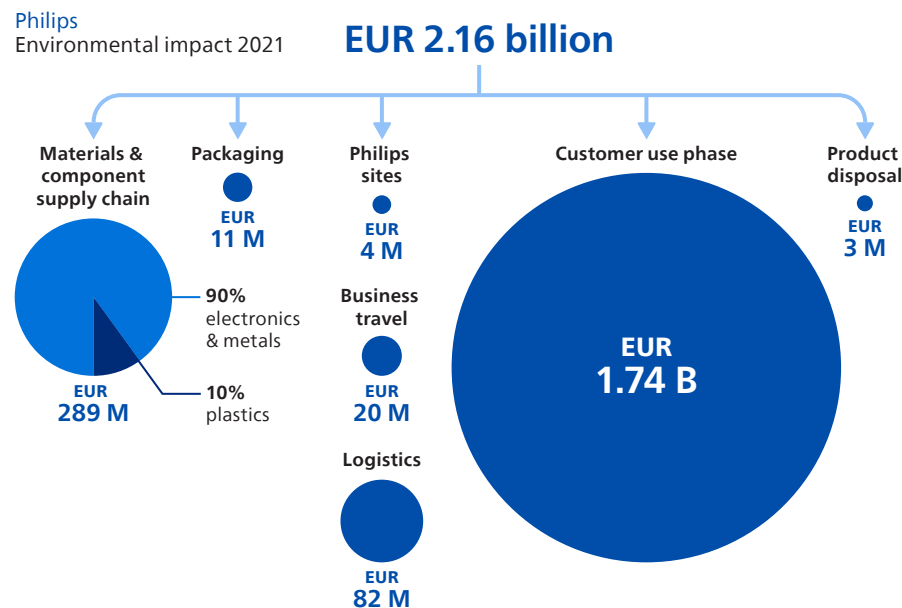 Philips
Environmental impact 2021
EUR 2.16 billion
Materials &
component
supply chain
90%
electronics
& metals
10%
plastics
EUR
289 M
Packaging
EUR
11 M
Philips
sites
EUR
4 M
Business
travel
EUR
20 M
Logistics
EUR
82 M
Customer use phase
EUR
1.74 B
Product
disposal
EUR
3 M